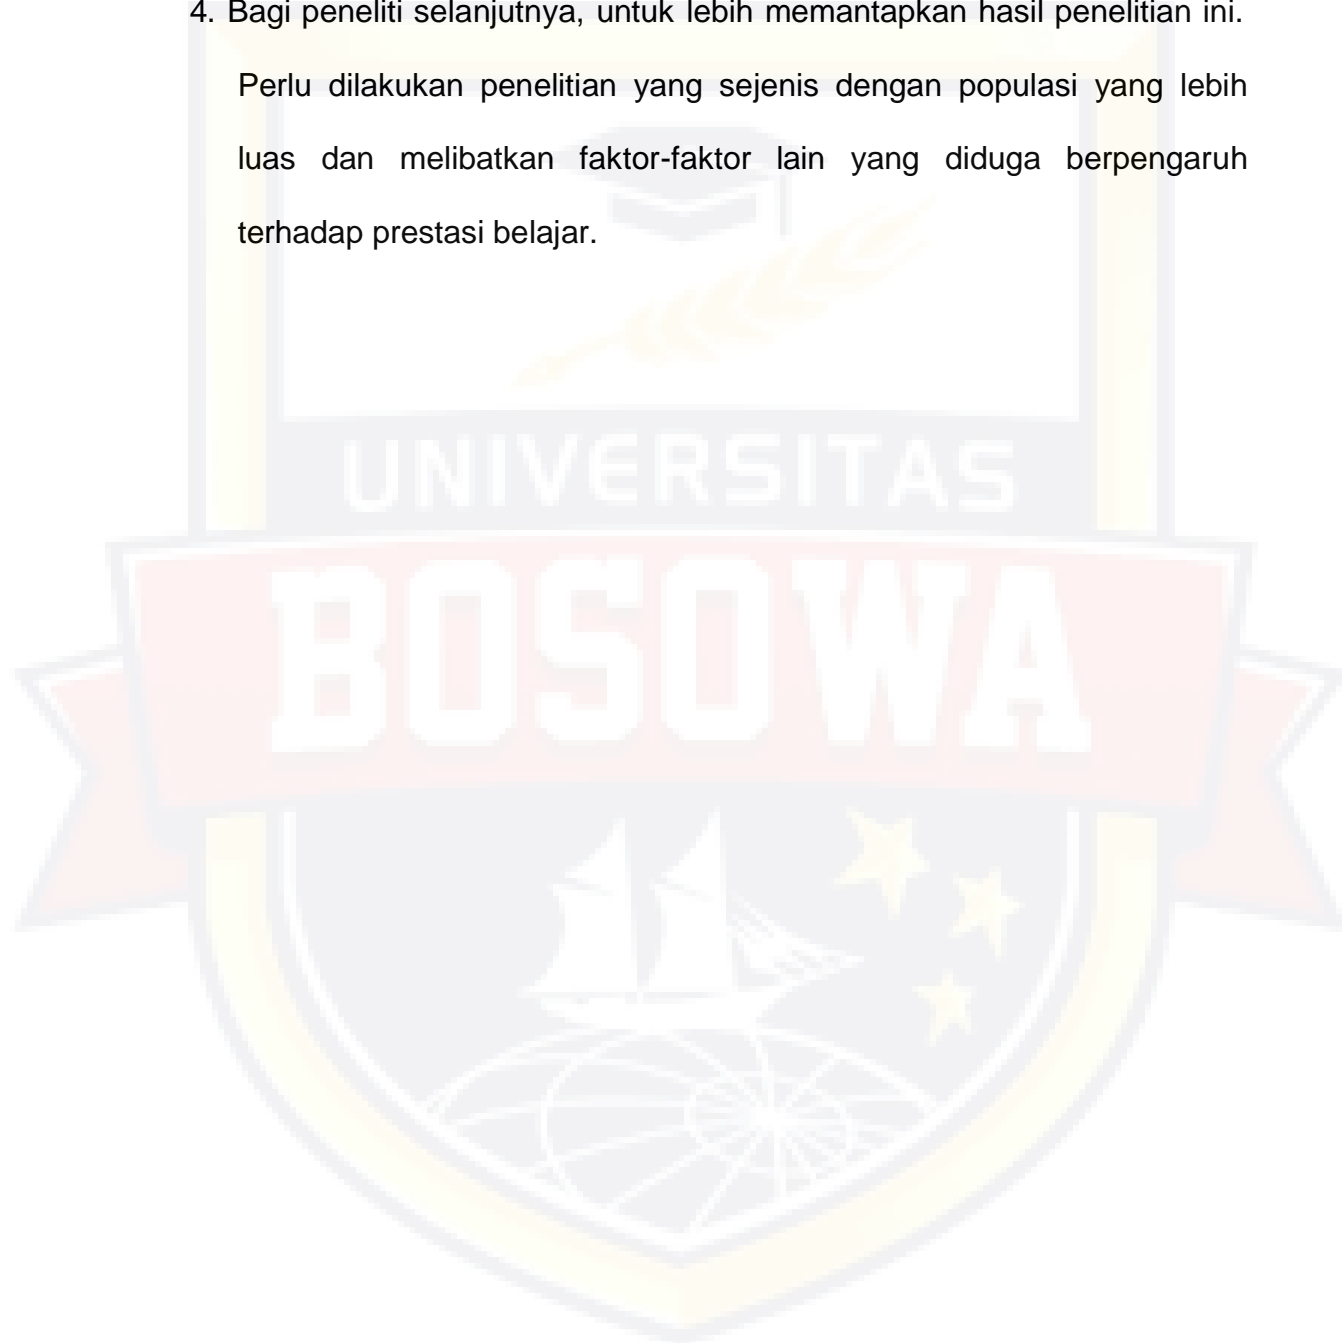 4. Bagi peneliti selanjutnya, untuk lebih memantapkan hasil penelitian ini.
Perlu dilakukan penelitian yang sejenis dengan populasi yang lebih
luas dan melibatkan faktor-faktor lain yang diduga berpengaruh
terhadap prestasi belajar.
UNIVERSITAS
BOSOWA